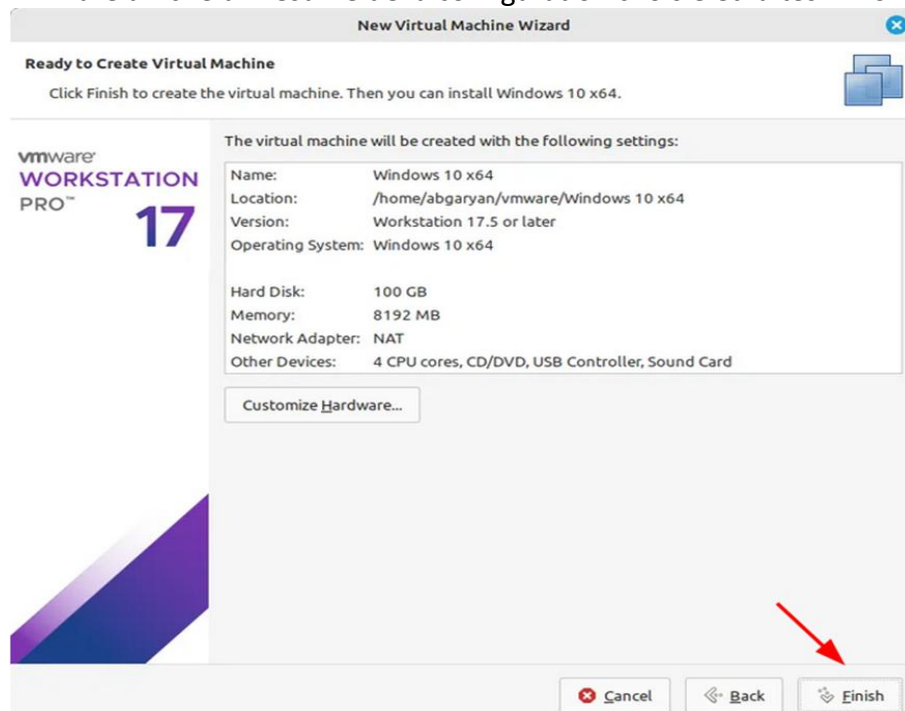 New Virtual Machine Wizard
Ready to Create Virtual Machine
Click Finish to create the virtual machine. Then you can install Windows 10 x64.
vmware
WORKSTATION
PRO™
17
The virtual machine will be created with the following settings:
Name: Windows 10 x64
Location: /home/abgaryan/vmware/Windows 10 x64
Version: Workstation 17.5 or later
Operating System: Windows 10 x64
Hard Disk: 100 GB
Memory: 8192 MB
Network Adapter: NAT
Other Devices: 4 CPU cores, CD/DVD, USB Controller, Sound Card
Customize Hardware...
Cancel
Back
Finish